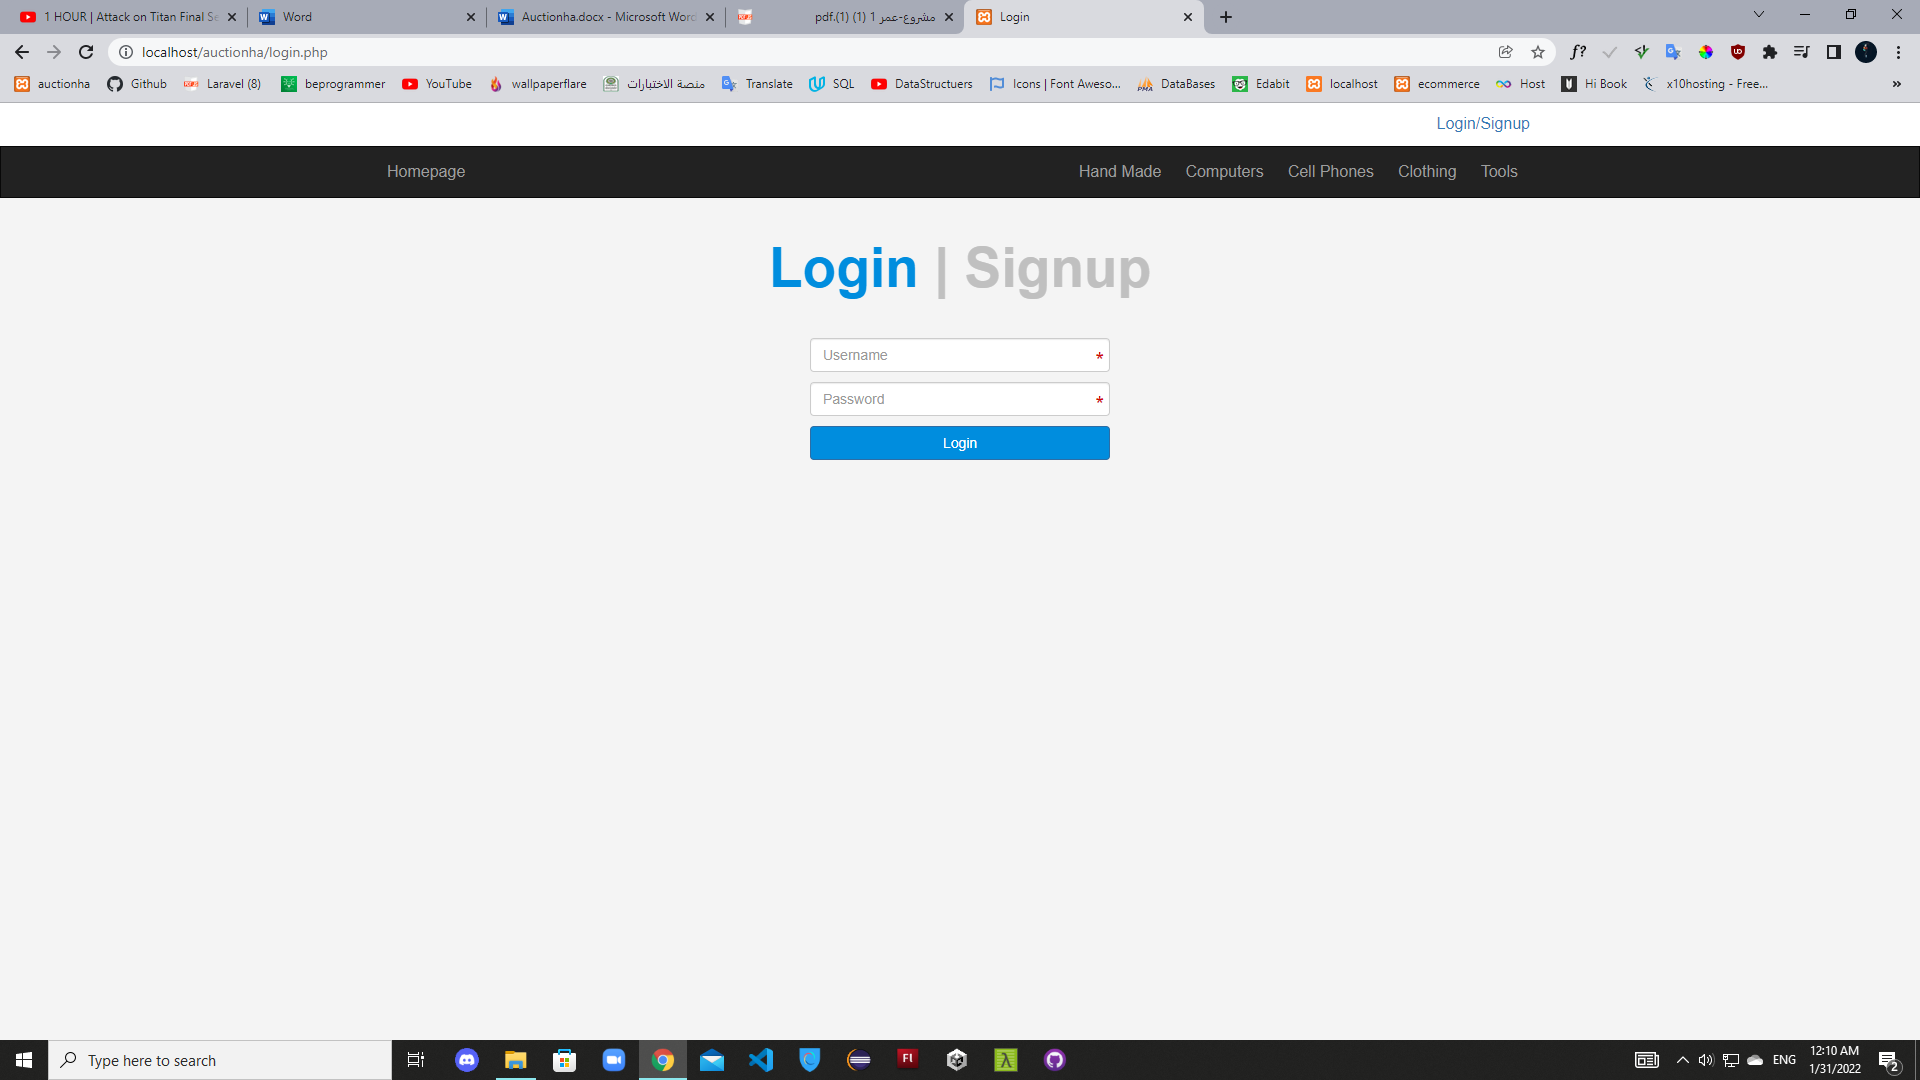 1 HOUR | Attack on Titan Final Se
Word
Auctionha.docx - Microsoft Word
مشروع-عمر 1 (1) (1).pdf
Login
localhost/auctionha/login.php
auctionha
Github
Laravel (8)
beprogrammer
YouTube
wallpaperflare
منصة الاختبارات
Translate
SQL
DataStructuers
Icons | Font Aweso...
DataBases
Edabit
localhost
ecommerce
Host
Hi Book
x10hosting - Free...
»
Login/Signup
Homepage
Hand Made
Computers
Cell Phones
Clothing
Tools
Login | Signup
Username *
Password *
Login
Type here to search
ENG
12:10 AM
1/31/2022
2